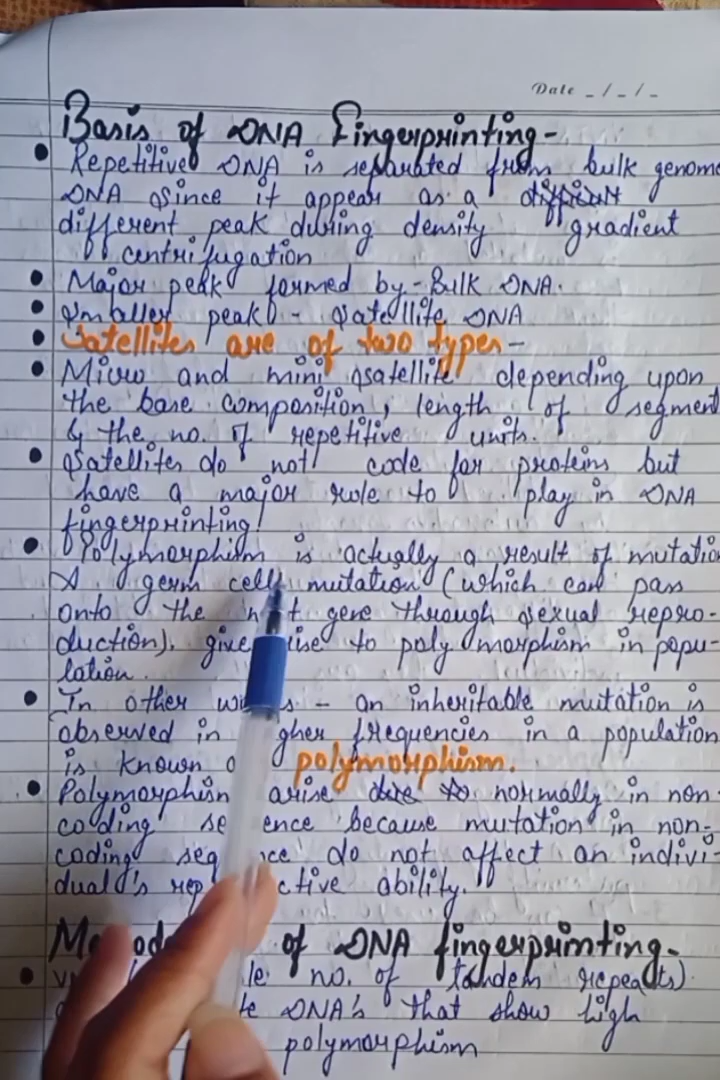 Date _/_/_
Basis of DNA Fingerprinting-
Repetitive DNA is separated from bulk genome
DNA since it appear as a
different peak during density gradient
centrifugation
Major peak formed by - Bulk DNA.
Smaller peak - Satellite DNA
Satellites are of two types -
Micro and mini satellite depending upon
the base composition, length of segment
& the no. of repetitive units.
Satellites do not code for proteins but
have a major role to play in DNA
fingerprinting.
Polymorphism is actually a result of mutation
A germ cell mutation (which can pass
onto the gene through sexual repro-
duction). give to poly morphism in popu-
lation.
In other - an inheritable mutation is
observed in frequencies in a population
is known polymorphism.
Polymorphism arise due to normally in non-
coding because mutation in non-
coding do not affect an indivi-
dual's ability.
of DNA fingerprinting-
no. of tandem repeats)
DNA's that show high
polymorphism